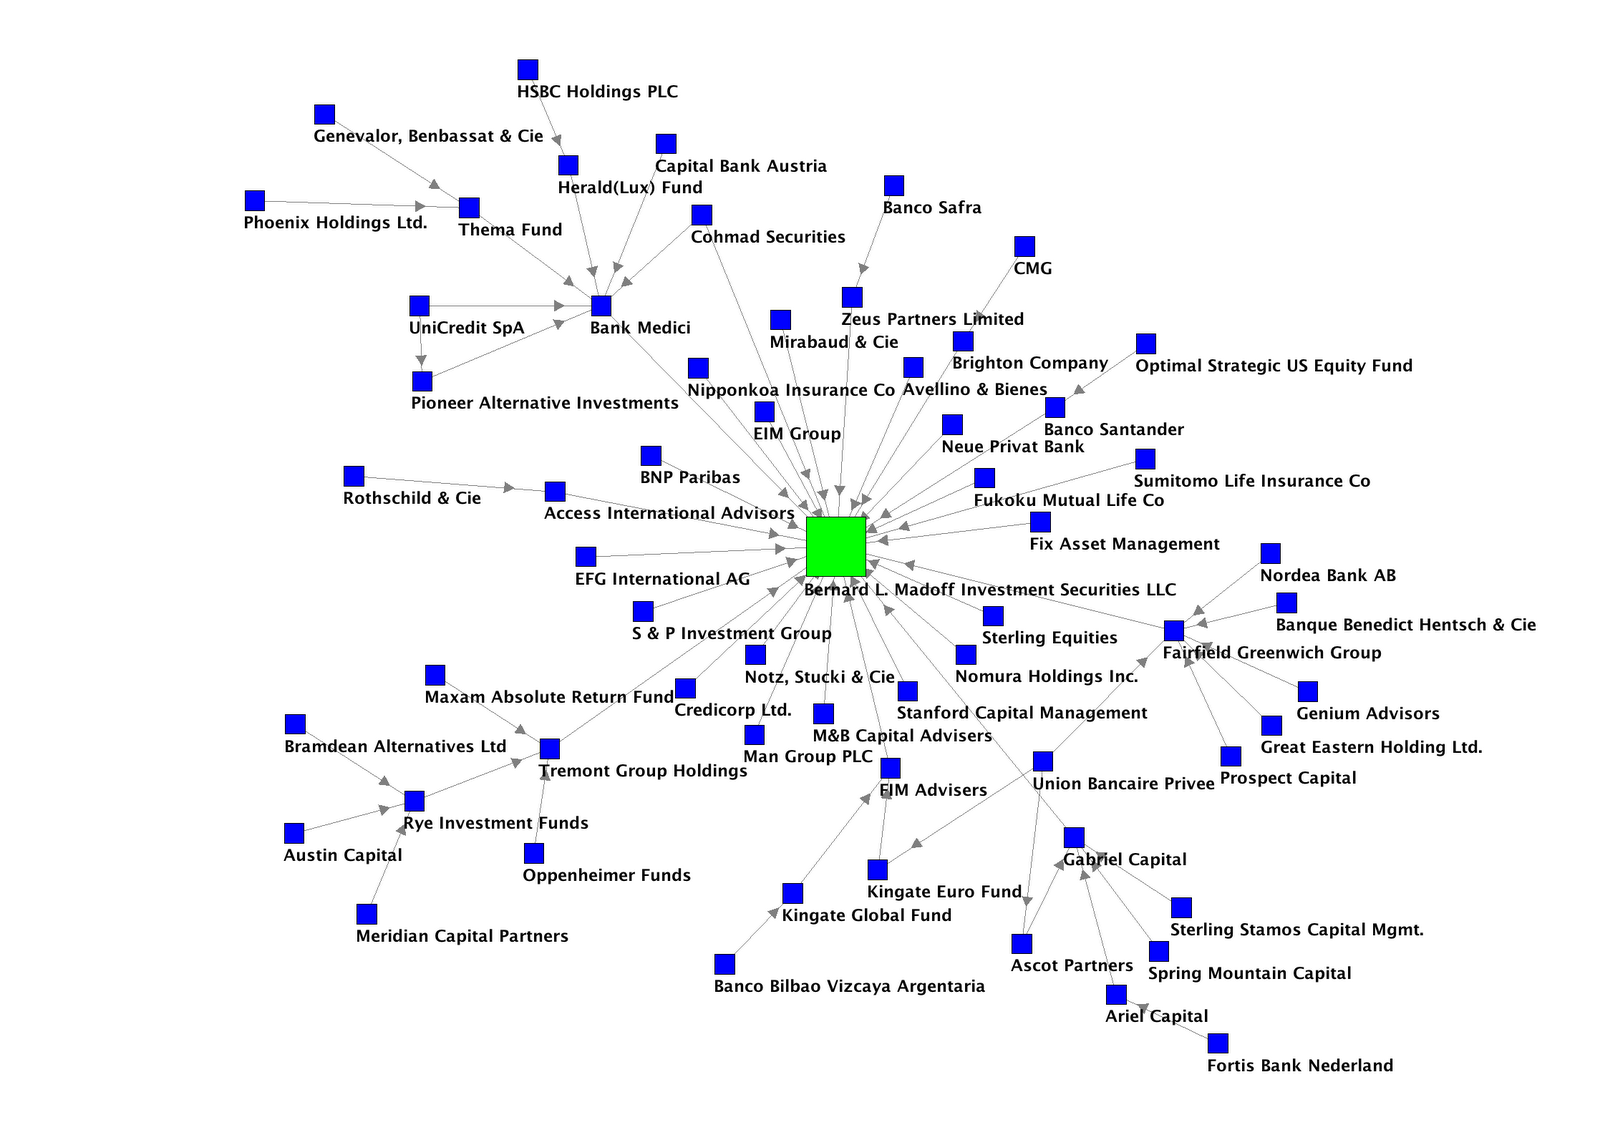 HSBC Holdings PLC
Genevalor, Benbassat & Cie
Capital Bank Austria
Herald(Lux) Fund
Banco Safra
Phoenix Holdings Ltd.
Thema Fund
Cohmad Securities
CMG
Zeus Partners Limited
UniCredit SpA
Bank Medici
Mirabaud & Cie
Brighton Company
Optimal Strategic US Equity Fund
Nipponkoa Insurance Co
Avellino & Bienes
Pioneer Alternative Investments
Banco Santander
EIM Group
Neue Privat Bank
BNP Paribas
Sumitomo Life Insurance Co
Rothschild & Cie
Fukoku Mutual Life Co
Access International Advisors
Fix Asset Management
EFG International AG
Nordea Bank AB
Bernard L. Madoff Investment Securities LLC
Banque Benedict Hentsch & Cie
S & P Investment Group
Sterling Equities
Fairfield Greenwich Group
Notz, Stucki & Cie
Nomura Holdings Inc.
Maxam Absolute Return Fund
Credicorp Ltd.
Stanford Capital Management
Genium Advisors
M&B Capital Advisers
Bramdean Alternatives Ltd
Great Eastern Holding Ltd.
Man Group PLC
Tremont Group Holdings
Prospect Capital
Union Bancaire Privee
FIM Advisers
Rye Investment Funds
Austin Capital
Gabriel Capital
Oppenheimer Funds
Kingate Euro Fund
Kingate Global Fund
Sterling Stamos Capital Mgmt.
Meridian Capital Partners
Ascot Partners
Spring Mountain Capital
Banco Bilbao Vizcaya Argentaria
Ariel Capital
Fortis Bank Nederland